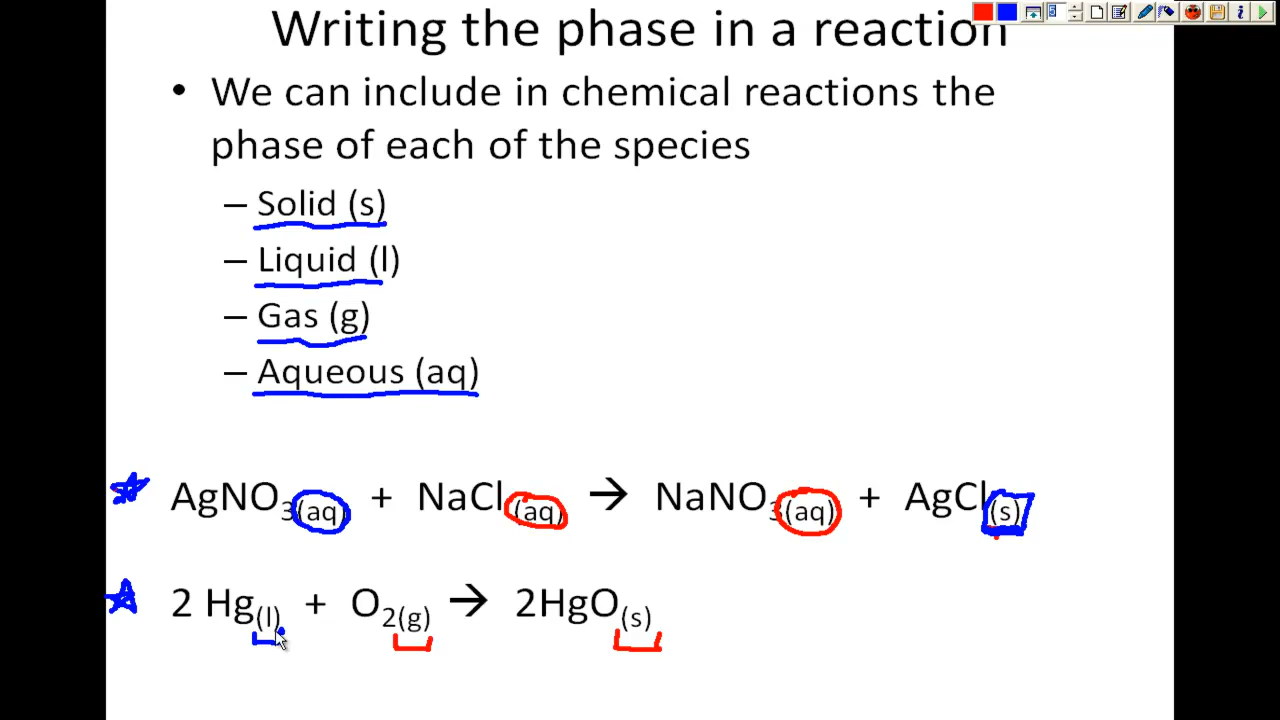 Writing the phase in a reaction
• We can include in chemical reactions the
phase of each of the species
– Solid (s)
– Liquid (l)
– Gas (g)
– Aqueous (aq)
AgNO₃(aq) + NaCl (aq) → NaNO₃(aq) + AgCl(s)
2 Hg(l) + O₂(g) → 2HgO(s)